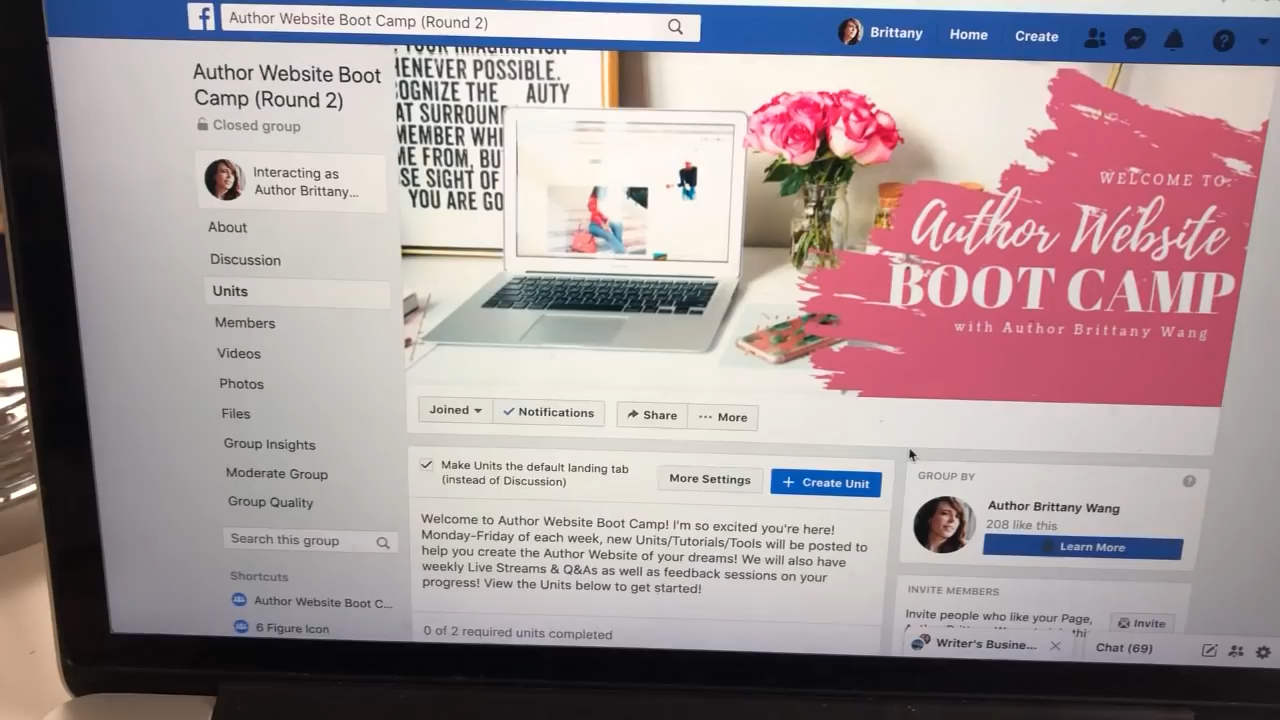 Author Website Boot Camp (Round 2)
Brittany
Home
Create
Author Website Boot
Camp (Round 2)
Closed group
Interacting as
Author Brittany...
About
Discussion
Units
Members
Videos
Photos
Files
Group Insights
Moderate Group
Group Quality
Search this group
Shortcuts
Author Website Boot C...
6 Figure Icon
YOUR IMAGINATION
HENEVER POSSIBLE.
OGNIZE THE AUTY
AT SURROUN
MEMBER WH
ME FROM, BU
SE SIGHT OF
YOU ARE GO
WELCOME TO:
Author Website
BOOT CAMP
with Author Brittany Wang
Joined
Notifications
Share
More
Make Units the default landing tab
(instead of Discussion)
More Settings
+ Create Unit
Welcome to Author Website Boot Camp! I'm so excited you're here!
Monday-Friday of each week, new Units/Tutorials/Tools will be posted to
help you create the Author Website of your dreams! We will also have
weekly Live Streams & Q&As as well as feedback sessions on your
progress! View the Units below to get started!
0 of 2 required units completed
GROUP BY
Author Brittany Wang
208 like this
Learn More
INVITE MEMBERS
Invite people who like your Page,
Invite
Writer's Busine...
Chat (69)